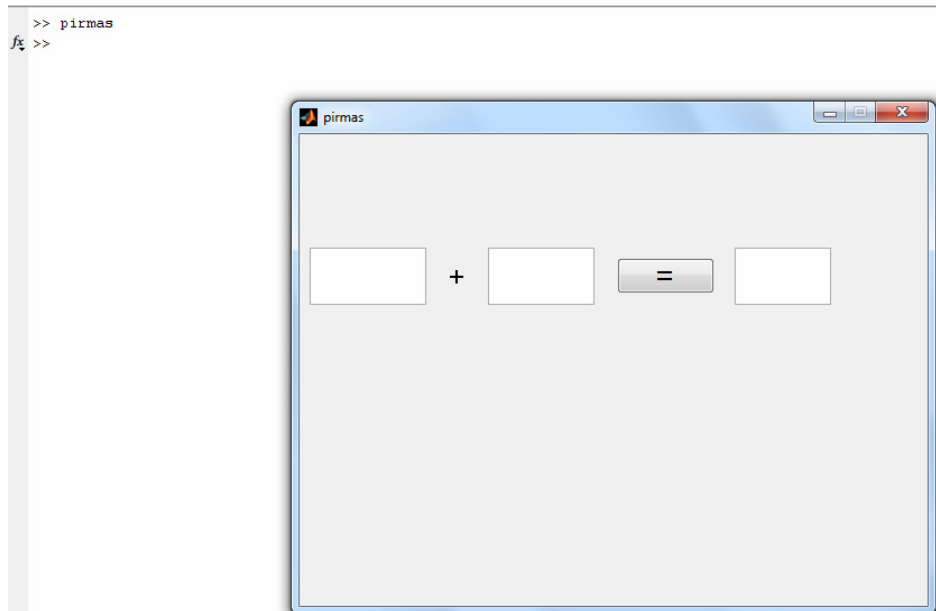 >> pirmas
fx >>
pirmas
+ =